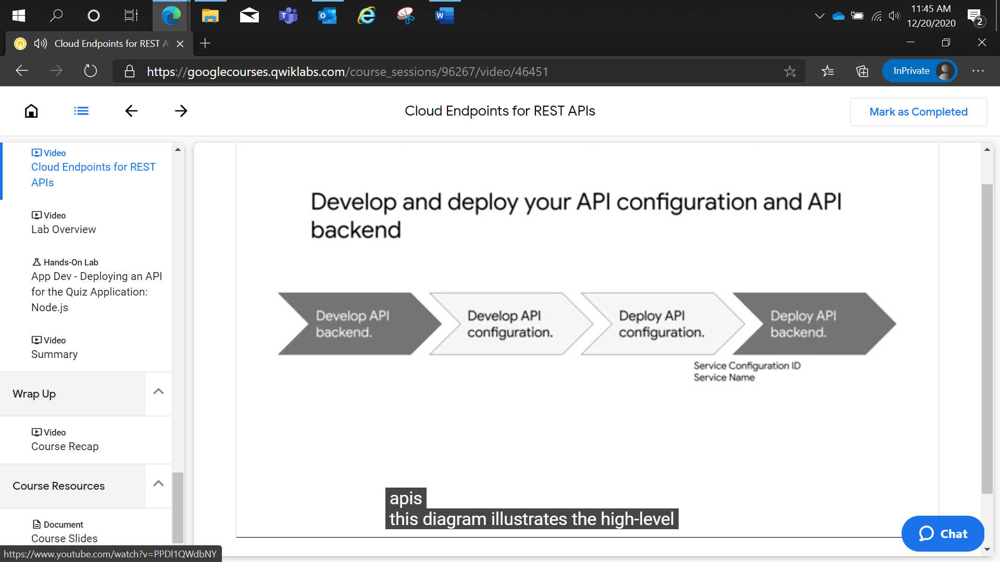 11:45 AM
12/20/2020
2
Cloud Endpoints for REST A
https://googlecourses.qwiklabs.com/course_sessions/96267/video/46451
InPrivate
Cloud Endpoints for REST APIs
Mark as Completed
Video
Cloud Endpoints for REST
APIs
Video
Lab Overview
Hands-On Lab
App Dev - Deploying an API
for the Quiz Application:
Node.js
Video
Summary
Wrap Up
Video
Course Recap
Course Resources
Document
Course Slides
https://www.youtube.com/watch?v=PPDl1QWdbNY
Develop and deploy your API configuration and API
backend
Develop API
backend.
Develop API
configuration.
Deploy API
configuration.
Deploy API
backend.
Service Configuration ID
Service Name
apis
this diagram illustrates the high-level
Chat